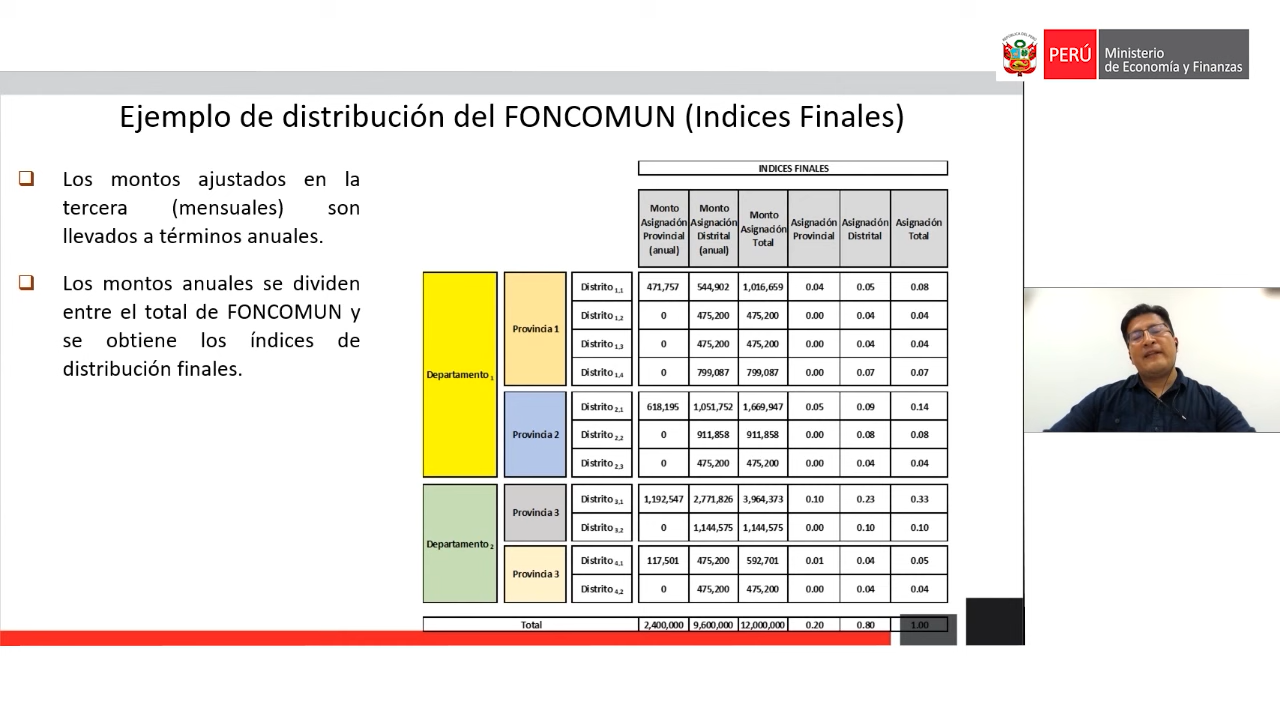 PERÚ
Ministerio
de Economía y Finanzas
Ejemplo de distribución del FONCOMUN (Indices Finales)
Los montos ajustados en la
tercera (mensuales) son
llevados a términos anuales.
Los montos anuales se dividen
entre el total de FONCOMUN y
se obtiene los índices de
distribución finales.
INDICES FINALES
Monto Asignación Provincial (anual) Monto Asignación Distrital (anual) Monto Asignación Total Asignación Provincial Asignación Distrital Asignación Total
Departamento 1
Provincia 1
Distrito 1,1 471,757 544,902 1,016,659 0.04 0.05 0.08
Distrito 1,2 0 475,200 475,200 0.00 0.04 0.04
Distrito 1,3 0 475,200 475,200 0.00 0.04 0.04
Distrito 1,4 0 799,087 799,087 0.00 0.07 0.07
Provincia 2
Distrito 2,1 618,195 1,051,752 1,669,947 0.05 0.09 0.14
Distrito 2,2 0 911,858 911,858 0.00 0.08 0.08
Distrito 2,3 0 475,200 475,200 0.00 0.04 0.04
Departamento 2
Provincia 3
Distrito 3,1 1,192,547 2,771,826 3,964,373 0.10 0.23 0.33
Distrito 3,2 0 1,144,575 1,144,575 0.00 0.10 0.10
Provincia 3
Distrito 4,1 117,501 475,200 592,701 0.01 0.04 0.05
Distrito 4,2 0 475,200 475,200 0.00 0.04 0.04
Total 2,400,000 9,600,000 12,000,000 0.20 0.80 1.00